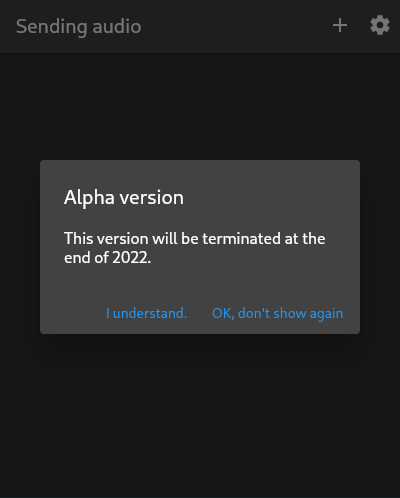 Sending audio
Alpha version
This version will be terminated at the
end of 2022.
I understand. OK, don't show again